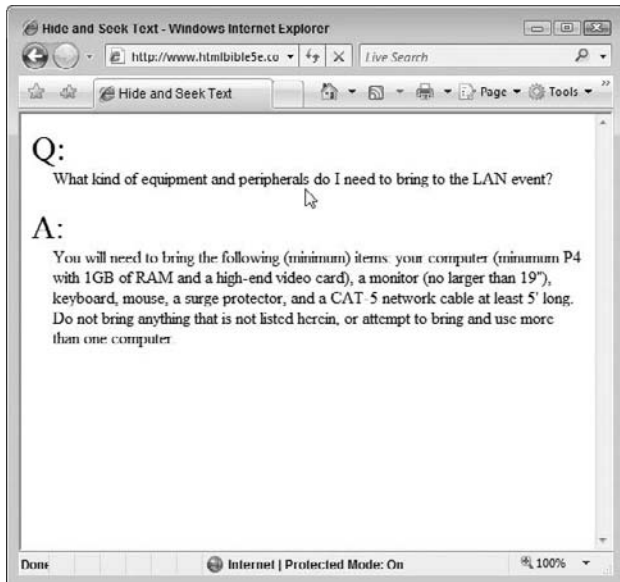 Hide and Seek Text - Windows Internet Explorer
http://www.htmlbible5e.co
Live Search
Hide and Seek Text
Page
Tools
Q:
What kind of equipment and peripherals do I need to bring to the LAN event?
A:
You will need to bring the following (minimum) items: your computer (minumum P4
with 1GB of RAM and a high-end video card), a monitor (no larger than 19"),
keyboard, mouse, a surge protector, and a CAT-5 network cable at least 5' long.
Do not bring anything that is not listed herein, or attempt to bring and use more
than one computer
Done
Internet | Protected Mode: On
100%